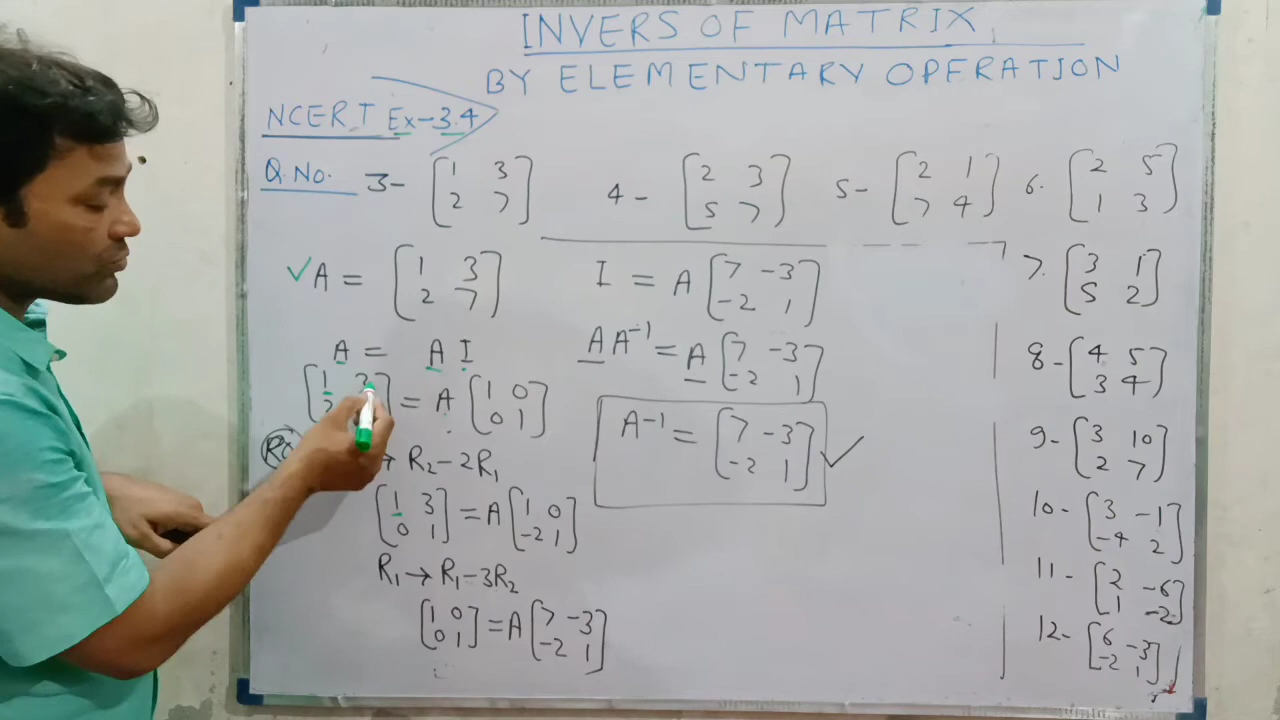 INVERS OF MATRIX
BY ELEMENTARY OPERATION
NCERT Ex-3.4
Q.No. 3- [1 3
2 7] 4- [2 3
5 7] 5- [2 1
7 4] 6. [2 5
1 3]
✓A = [1 3
2 7]
A = A I
[1 3
2 ] = A [1 0
0 1]
→ R₂-2R₁
[1 3
0 1] = A [1 0
-2 1]
R₁→R₁-3R₂
[1 0
0 1] = A [7 -3
-2 1]
I = A [7 -3
-2 1]
AA⁻¹ = A [7 -3
-2 1]
A⁻¹ = [7 -3
-2 1] ✓
7. [3 1
5 2]
8- [4 5
3 4]
9- [3 10
2 7]
10- [3 -1
-4 2]
11- [2 -6
1 -2]
12- [6 -3
-2 1]